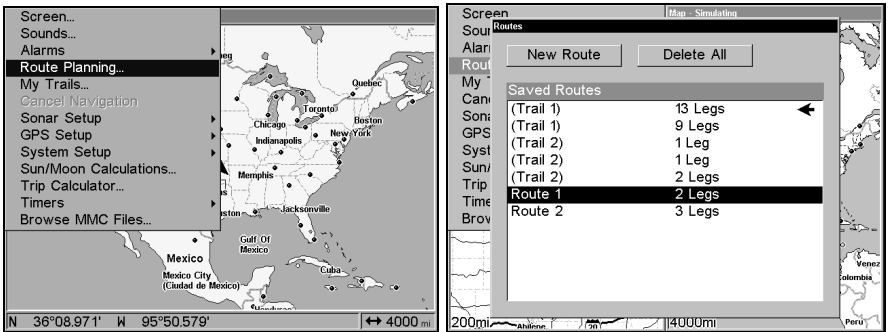 Screen...
Sounds...
Alarms
Route Planning...
My Trails...
Cancel Navigation
Sonar Setup
GPS Setup
System Setup
Sun/Moon Calculations...
Trip Calculator...
Timers
Browse MMC Files...
Quebec
Toronto
Boston
Chicago
New York
Indianapolis
Memphis
Jacksonville
Gulf Of
Mexico
Mexico
Cuba
Mexico City
(Ciudad de Mexico)
N 36°08.971' W 95°50.579' ↔ 4000 mi
Screen
Map - Simulating
Routes
New Route Delete All
Saved Routes
(Trail 1) 13 Legs
(Trail 1) 9 Legs
(Trail 2) 1 Leg
(Trail 2) 1 Leg
(Trail 2) 2 Legs
Route 1 2 Legs
Route 2 3 Legs
Venez
olombia
Peru
200mi
Abilene
20
4000mi